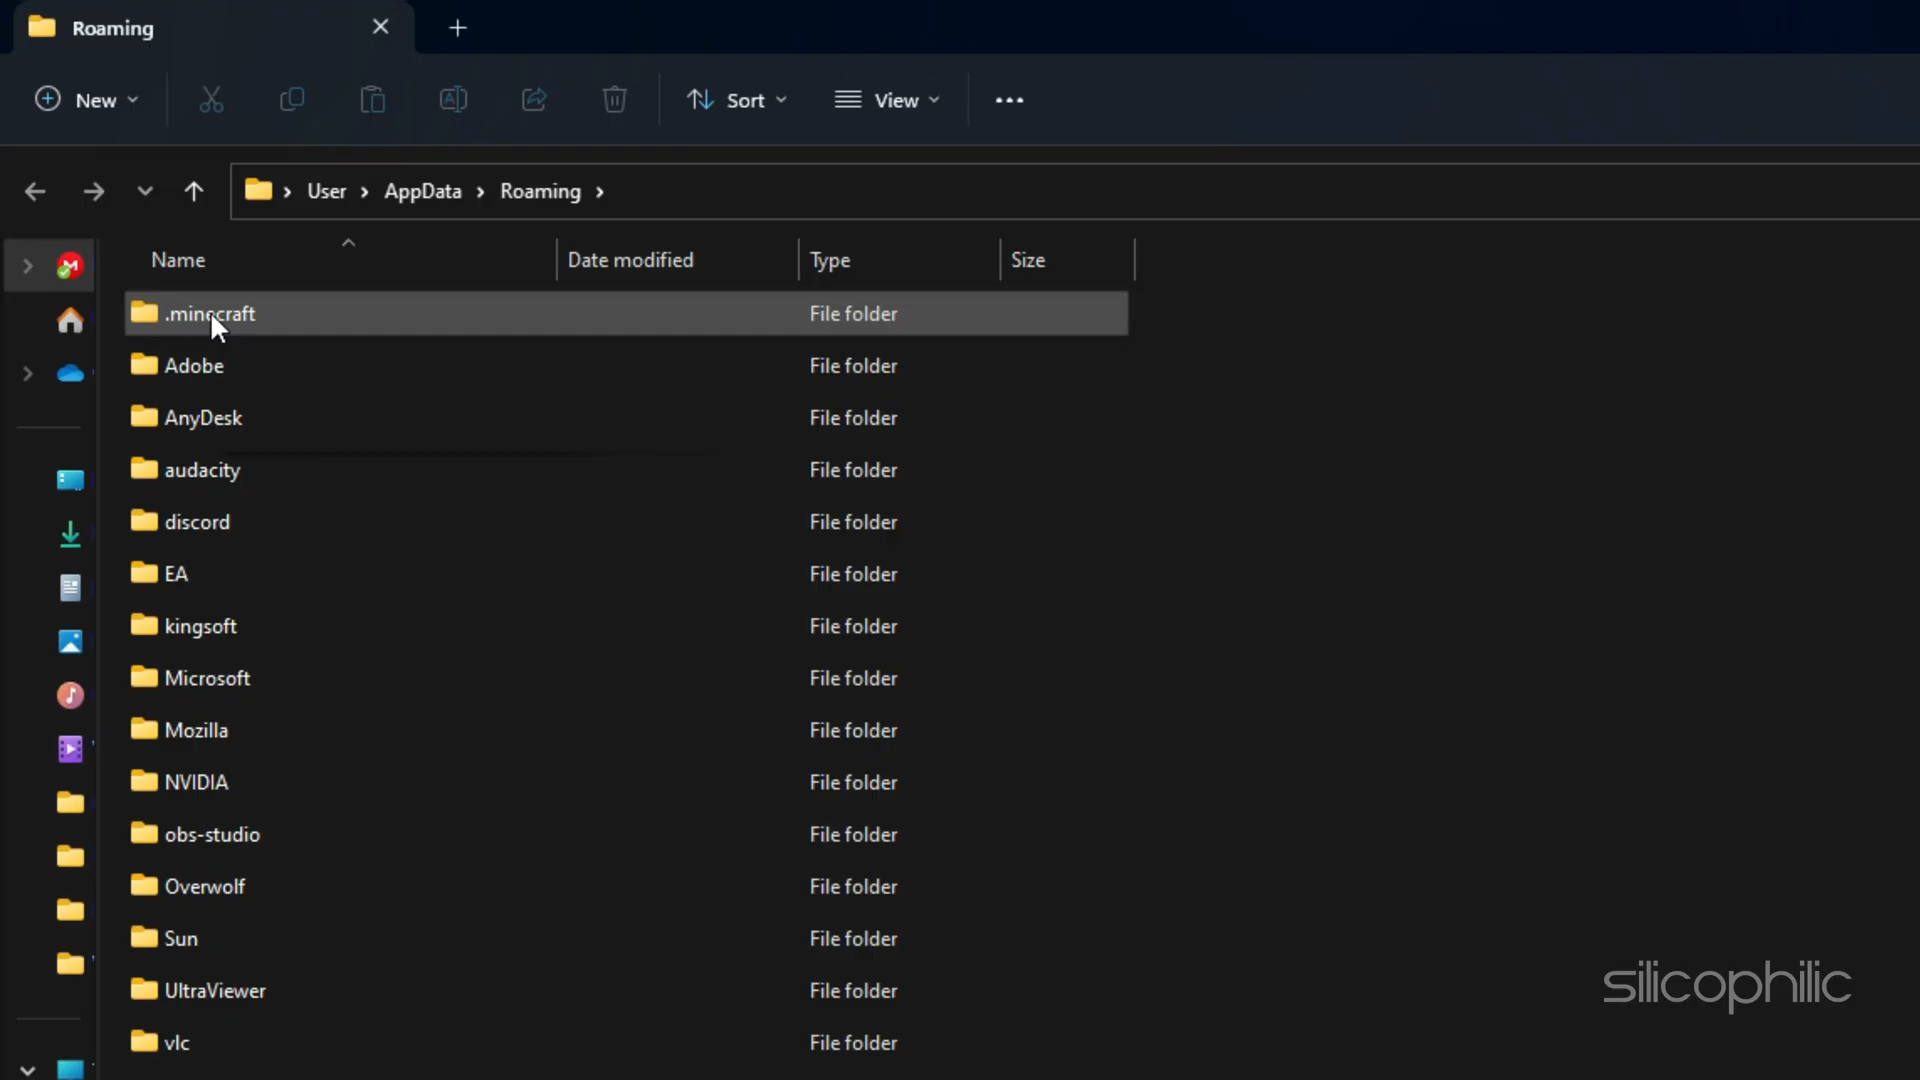 Roaming
New
Sort
View
User
AppData
Roaming
Name
Date modified
Type
Size
.minecraft
File folder
Adobe
File folder
AnyDesk
File folder
audacity
File folder
discord
File folder
EA
File folder
kingsoft
File folder
Microsoft
File folder
Mozilla
File folder
NVIDIA
File folder
obs-studio
File folder
Overwolf
File folder
Sun
File folder
UltraViewer
File folder
vlc
File folder
silicophilic